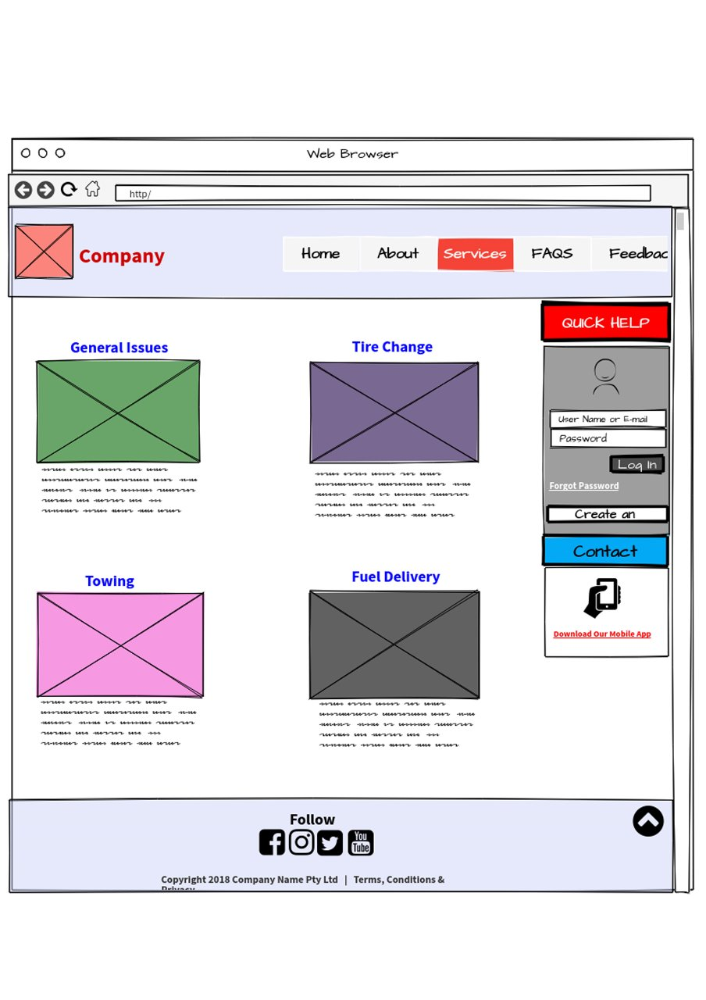 Web Browser
http/
Company
Home About Services FAQS Feedbac
QUICK HELP
General Issues
Tire Change
User Name or E-mail
Password
Log In
Forgot Password
Create an
Contact
Towing
Fuel Delivery
Download Our Mobile App
Follow
You
Tube
Copyright 2018 Company Name Pty Ltd | Terms, Conditions &
Privacy